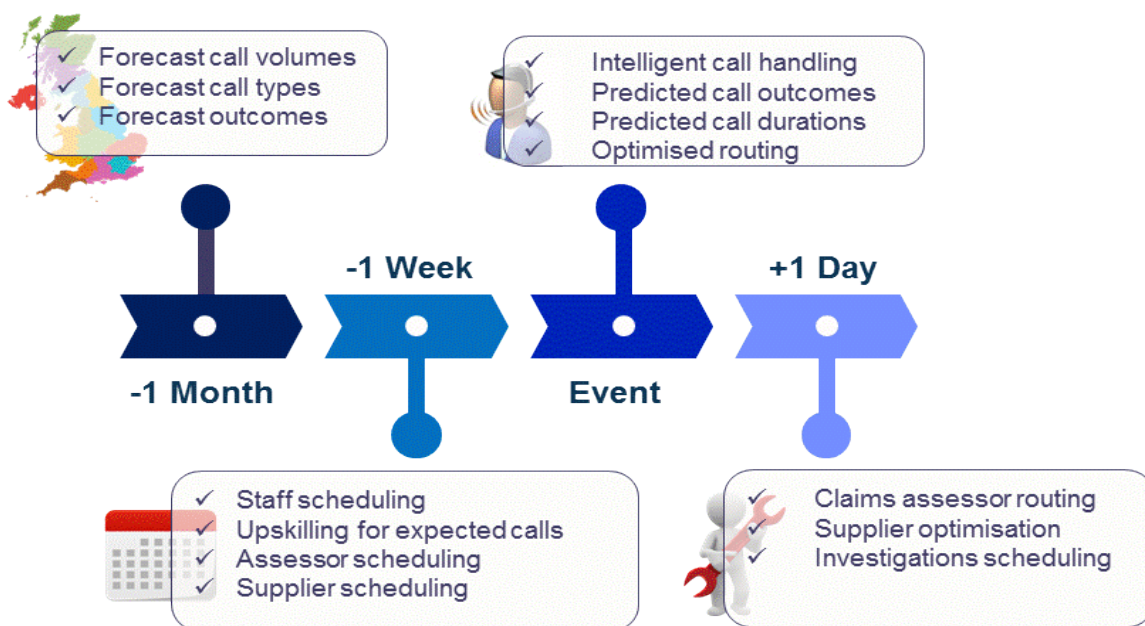 ✓ Forecast call volumes
✓ Forecast call types
✓ Forecast outcomes
✓ Intelligent call handling
✓ Predicted call outcomes
✓ Predicted call durations
✓ Optimised routing
-1 Week
+1 Day
-1 Month
Event
✓ Staff scheduling
✓ Upskilling for expected calls
✓ Assessor scheduling
✓ Supplier scheduling
✓ Claims assessor routing
✓ Supplier optimisation
✓ Investigations scheduling